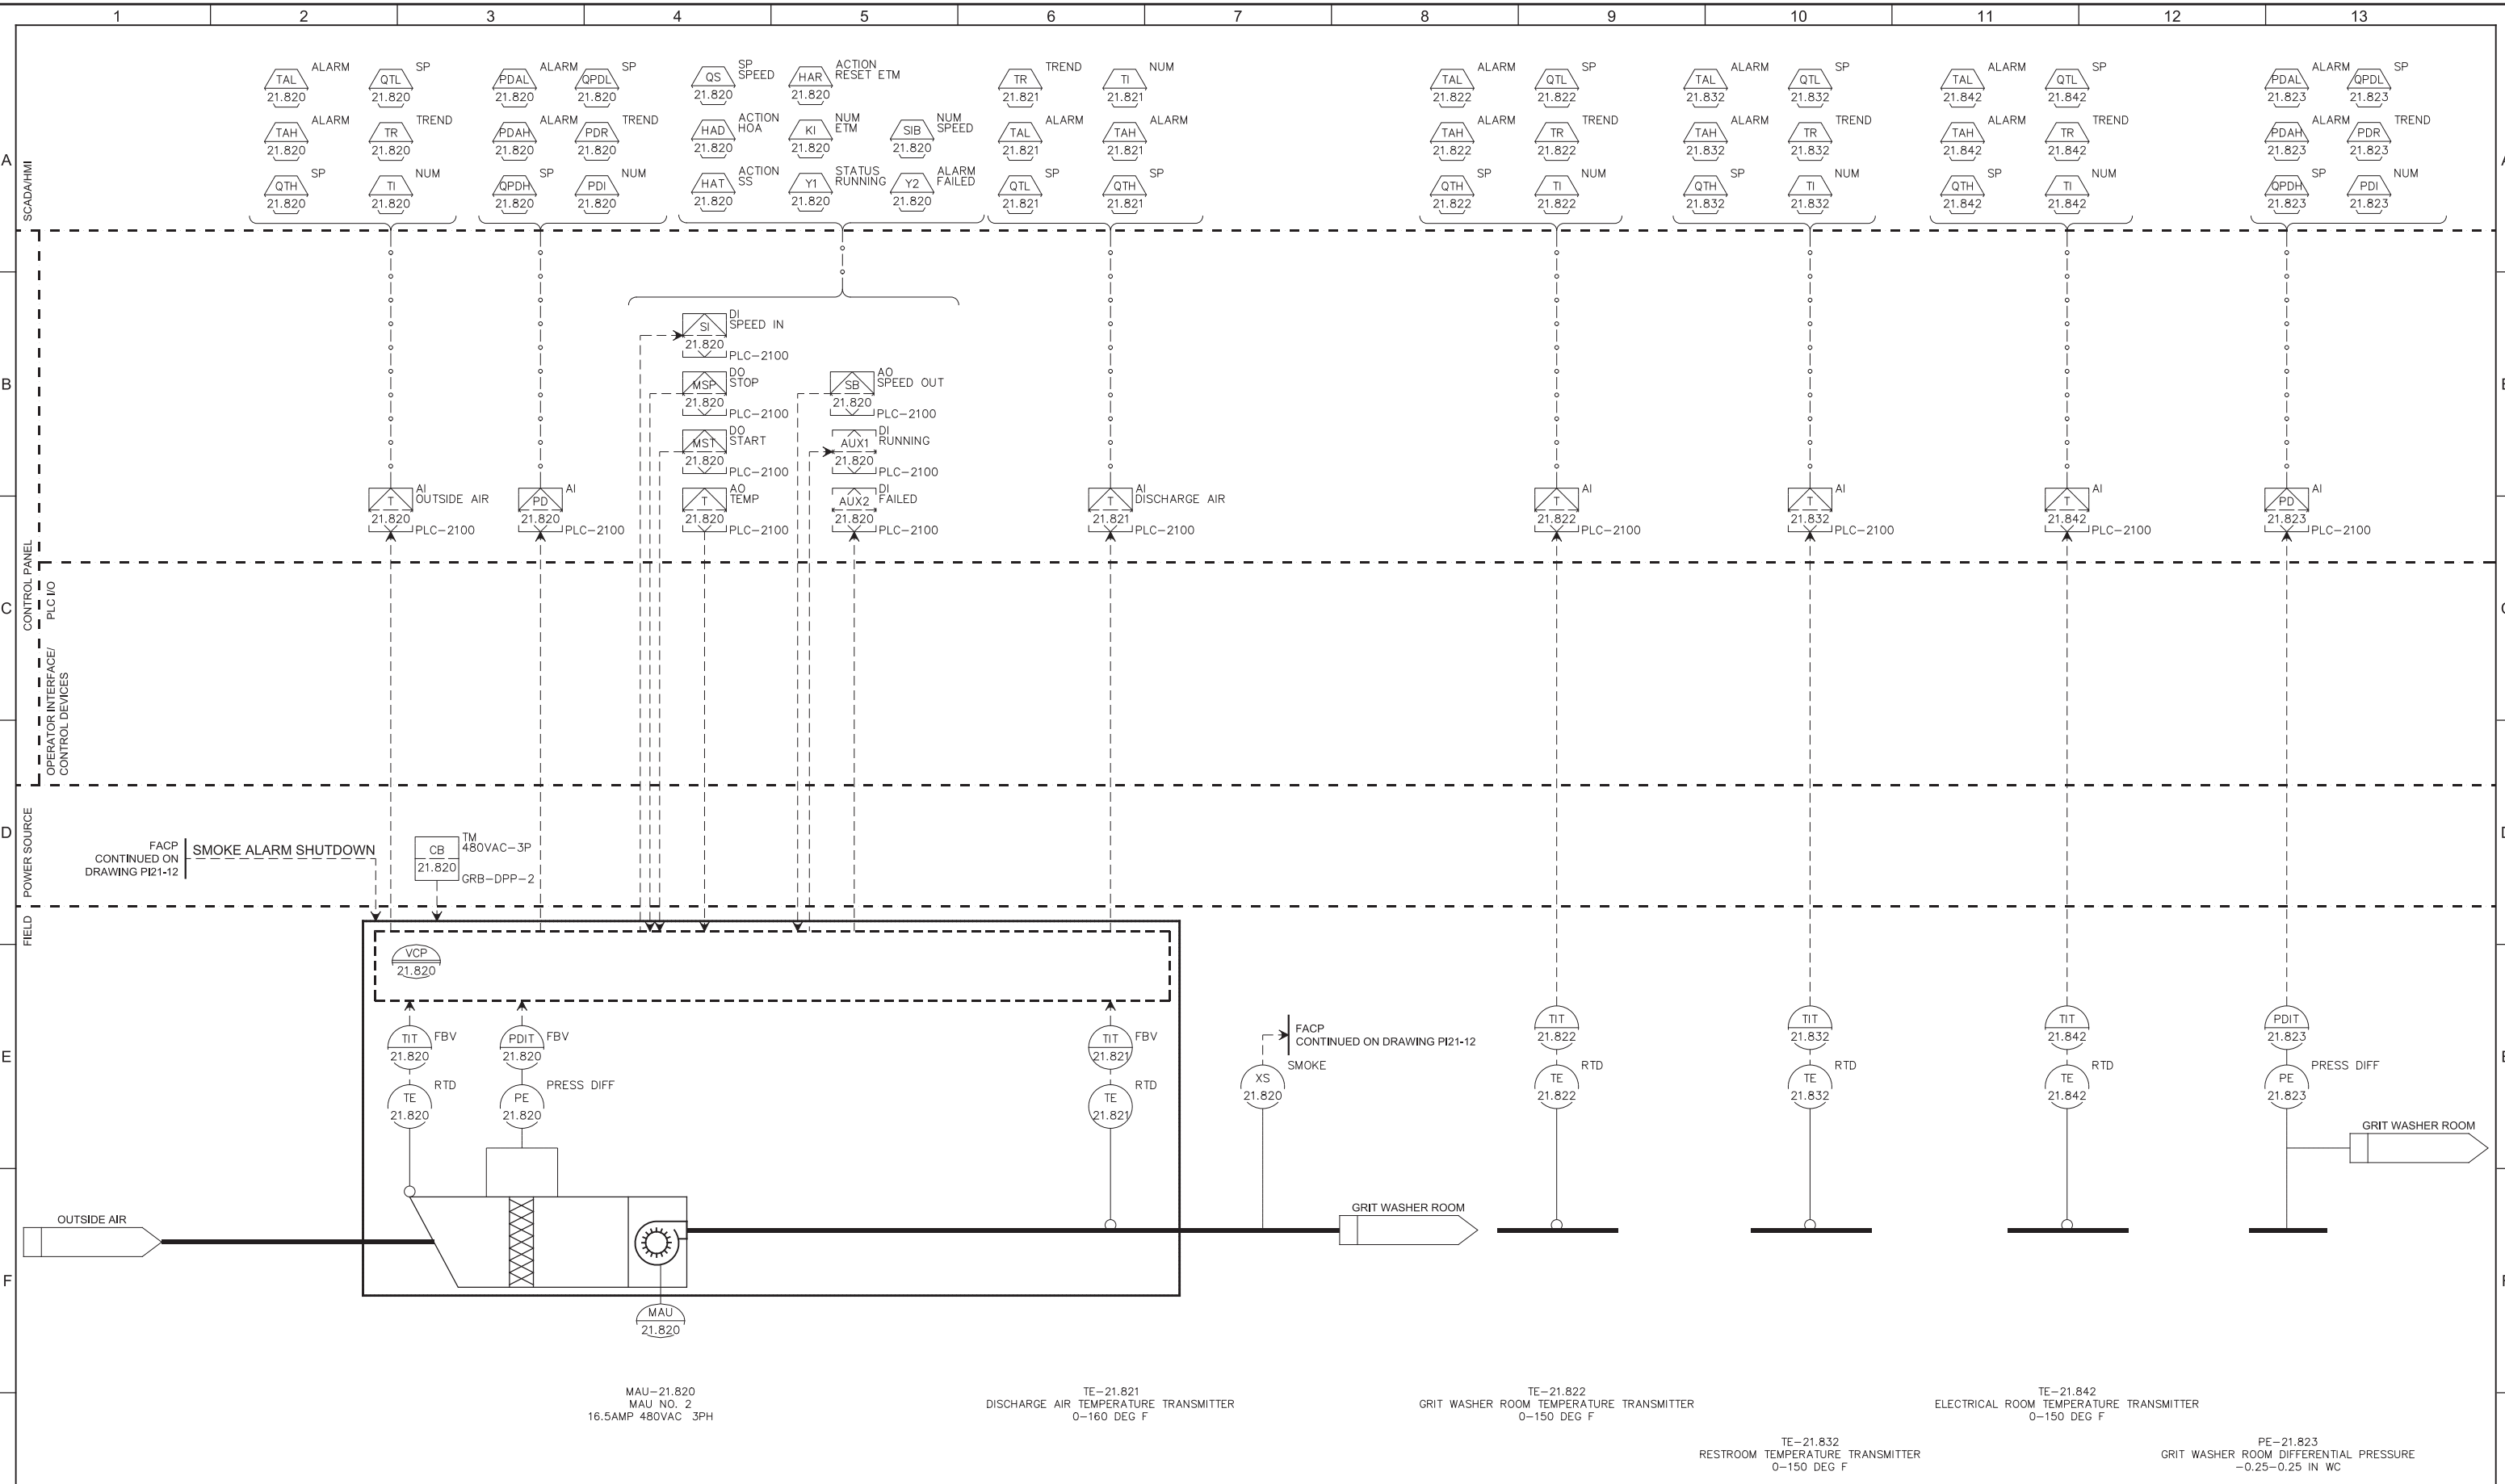 1 2 3 4 5 6 7 8 9 10 11 12 13
A
B
C
D
E
F
A
SCADA/HMI
CONTROL PANEL
PLC I/O
OPERATOR INTERFACE/
CONTROL DEVICES
POWER SOURCE
FIELD
TAL 21.820 ALARM
QTL 21.820 SP
TAH 21.820 ALARM
TR 21.820 TREND
QTH 21.820 SP
TI 21.820 NUM
PDAL 21.820 ALARM
QPDL 21.820 SP
PDAH 21.820 ALARM
PDR 21.820 TREND
QPDH 21.820 SP
PDI 21.820 NUM
QS 21.820 SP
SPEED
HAR 21.820 ACTION
RESET ETM
HAD 21.820 ACTION
HOA
KI 21.820 NUM
ETM
SIB 21.820 NUM
SPEED
HAT 21.820 ACTION
SS
Y1 21.820 STATUS
RUNNING
Y2 21.820 ALARM
FAILED
TR 21.821 TREND
TI 21.821 NUM
TAL 21.821 ALARM
TAH 21.821 ALARM
QTL 21.821 SP
QTH 21.821 SP
TAL 21.822 ALARM
QTL 21.822 SP
TAH 21.822 ALARM
TR 21.822 TREND
QTH 21.822 SP
TI 21.822 NUM
TAL 21.832 ALARM
QTL 21.832 SP
TAH 21.832 ALARM
TR 21.832 TREND
QTH 21.832 SP
TI 21.832 NUM
TAL 21.842 ALARM
QTL 21.842 SP
TAH 21.842 ALARM
TR 21.842 TREND
QTH 21.842 SP
TI 21.842 NUM
PDAL 21.823 ALARM
QPDL 21.823 SP
PDAH 21.823 ALARM
PDR 21.823 TREND
QPDH 21.823 SP
PDI 21.823 NUM
SI 21.820 DI
SPEED IN
PLC-2100
MSP 21.820 DO
STOP
PLC-2100
SB 21.820 AO
SPEED OUT
PLC-2100
MST 21.820 DO
START
PLC-2100
AUX1 21.820 DI
RUNNING
PLC-2100
T 21.820 AI
OUTSIDE AIR
PLC-2100
PD 21.820 AI
PLC-2100
T 21.820 AO
TEMP
PLC-2100
AUX2 21.820 DI
FAILED
PLC-2100
T 21.821 AI
DISCHARGE AIR
PLC-2100
T 21.822 AI
PLC-2100
T 21.832 AI
PLC-2100
T 21.842 AI
PLC-2100
PD 21.823 AI
PLC-2100
FACP
CONTINUED ON
DRAWING PI21-12
SMOKE ALARM SHUTDOWN
CB 21.820 TM
480VAC-3P
GRB-DPP-2
VCP 21.820
TIT 21.820 FBV
PDIT 21.820 FBV
TIT 21.821 FBV
TE 21.820 RTD
PE 21.820 PRESS DIFF
TE 21.821 RTD
FACP
CONTINUED ON DRAWING PI21-12
XS 21.820 SMOKE
TIT 21.822
TE 21.822 RTD
TIT 21.832
TE 21.832 RTD
TIT 21.842
TE 21.842 RTD
PDIT 21.823
PE 21.823 PRESS DIFF
GRIT WASHER ROOM
OUTSIDE AIR
GRIT WASHER ROOM
MAU 21.820
MAU-21.820
MAU NO. 2
16.5AMP 480VAC 3PH
TE-21.821
DISCHARGE AIR TEMPERATURE TRANSMITTER
0-160 DEG F
TE-21.822
GRIT WASHER ROOM TEMPERATURE TRANSMITTER
0-150 DEG F
TE-21.842
ELECTRICAL ROOM TEMPERATURE TRANSMITTER
0-150 DEG F
TE-21.832
RESTROOM TEMPERATURE TRANSMITTER
0-150 DEG F
PE-21.823
GRIT WASHER ROOM DIFFERENTIAL PRESSURE
-0.25-0.25 IN WC